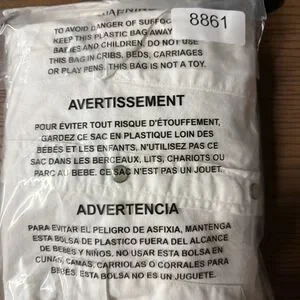 WARNING
8861
TO AVOID DANGER OF SUFFOC
KEEP THIS PLASTIC BAG AWAY
BABIES AND CHILDREN. DO NOT USE
THIS BAG IN CRIBS, BEDS, CARRIAGES
OR PLAY PENS. THIS BAG IS NOT A TOY.
AVERTISSEMENT
POUR ÉVITER TOUT RISQUE D'ÉTOUFFEMENT,
GARDEZ CE SAC EN PLASTIQUE LOIN DES
BÉBÉS ET LES ENFANTS. N'UTILISEZ PAS CE
SAC DANS LES BERCEAUX, LITS, CHARIOTS OU
PARC AU BEBE. CE SAC N'EST PAS UN JOUET.
ADVERTENCIA
PARA EVITAR EL PELIGRO DE ASFIXIA, MANTENGA
ESTA BOLSA DE PLASTICO FUERA DEL ALCANCE
DE BEBES Y NIÑOS. NO USAR ESTA BOLSA EN
CUNAS, CAMAS, CARRIOLAS O CORRALES PARA
BEBÉS. ESTA BOLSA NO ES UN JUGUETE.